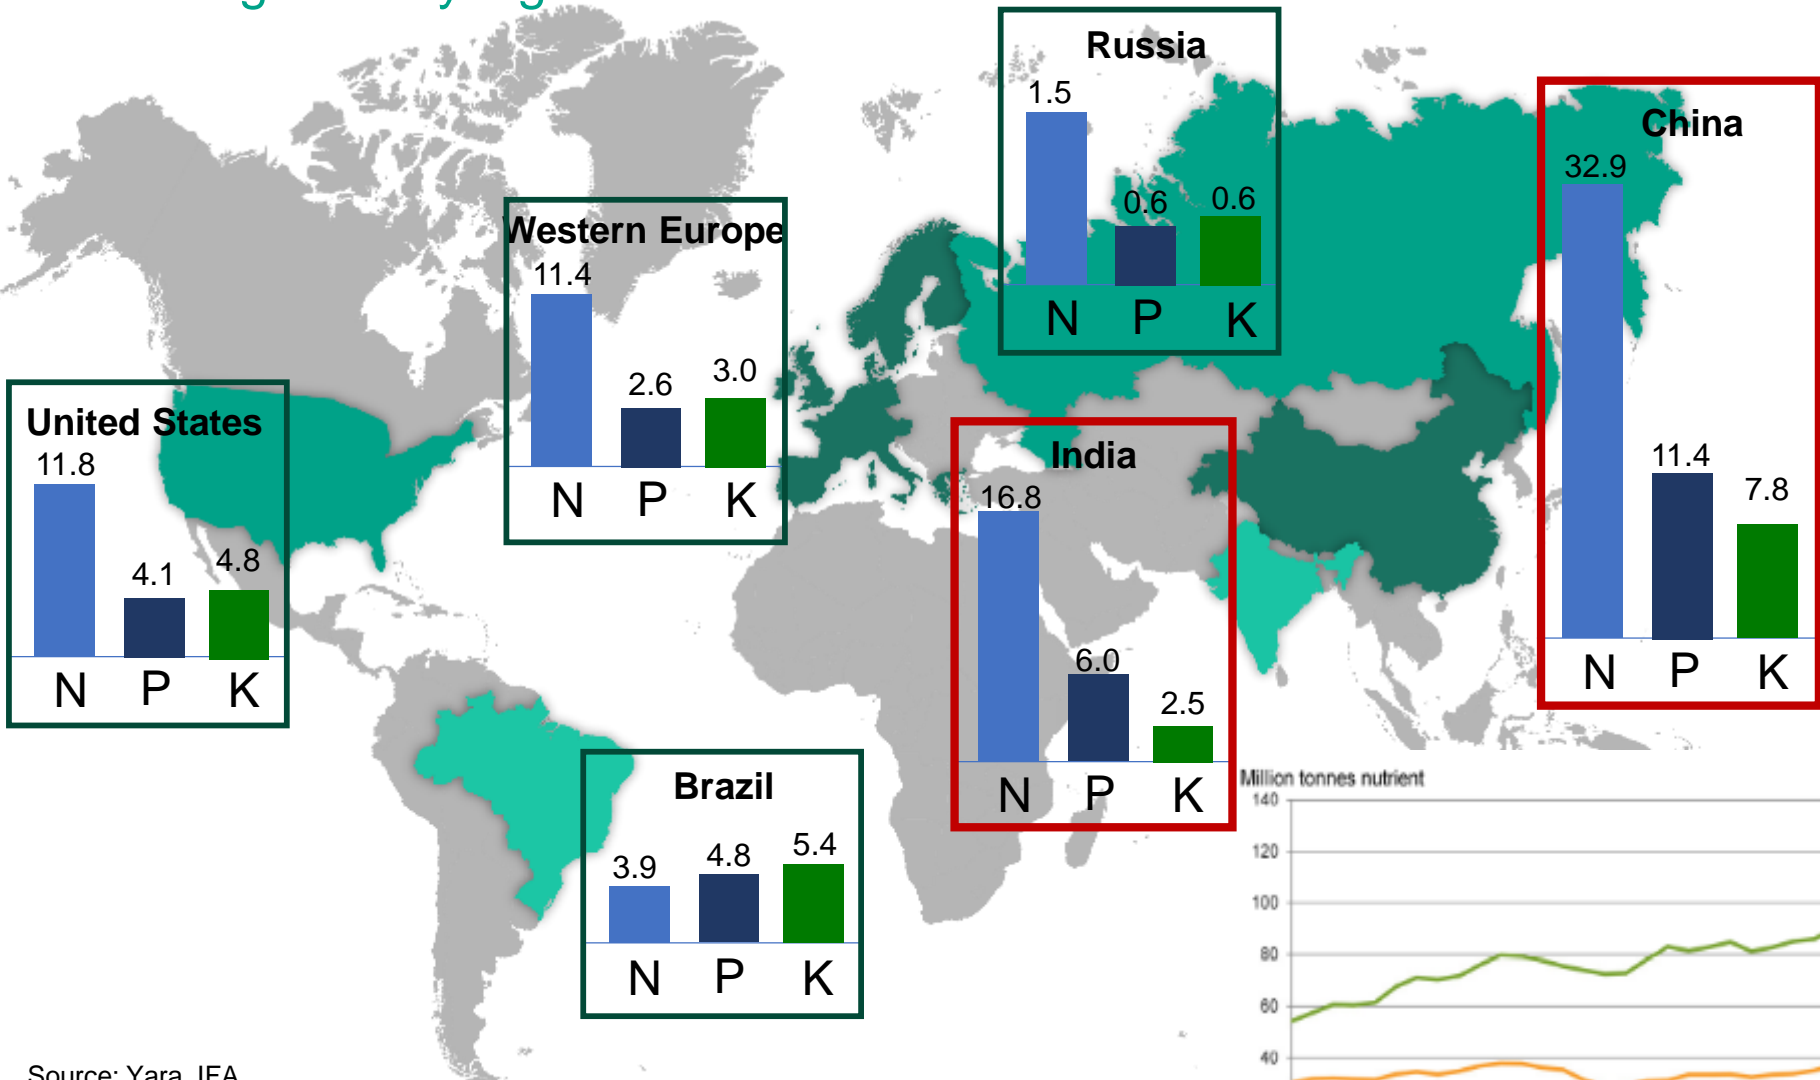 Russia
1.5
0.6
0.6
N P K
China
32.9
11.4
7.8
N P K
Western Europe
11.4
2.6
3.0
N P K
United States
11.8
4.1
4.8
N P K
India
16.8
6.0
2.5
N P K
Brazil
3.9
4.8
5.4
N P K
Million tonnes nutrient
140
120
100
80
60
40
Source: Yara, IFA